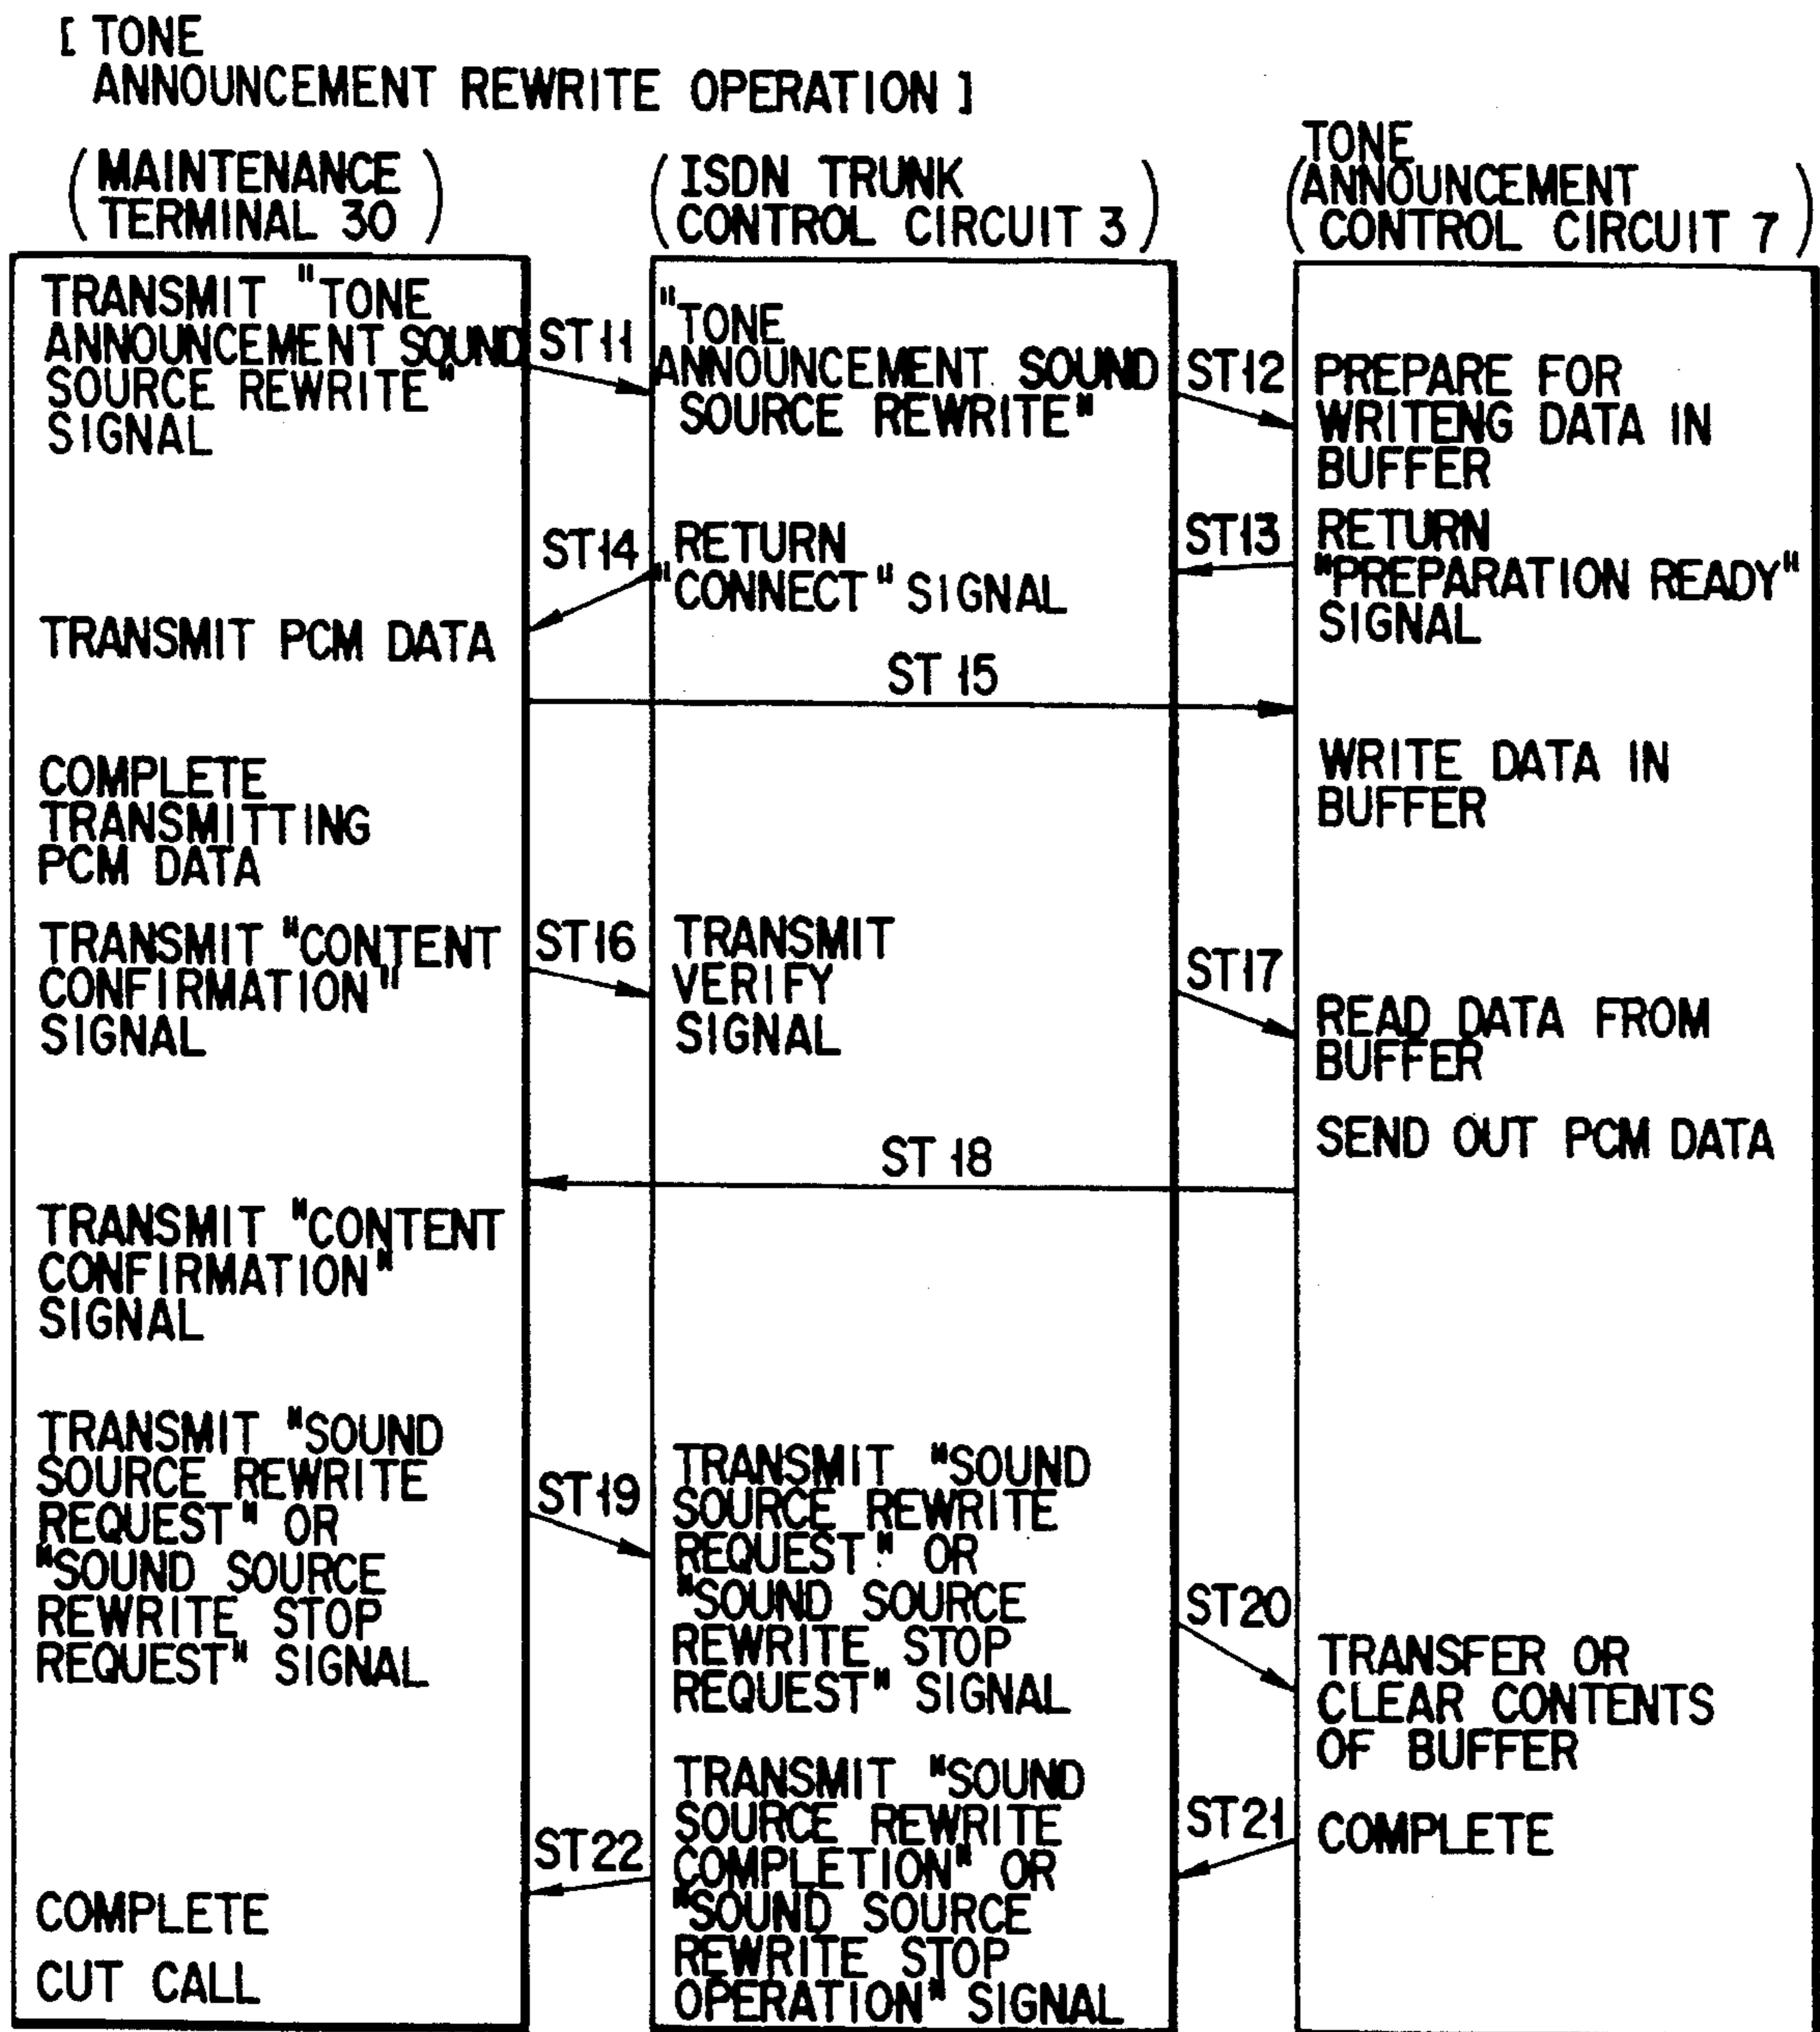 [ TONE
ANNOUNCEMENT REWRITE OPERATION ]
(MAINTENANCE
TERMINAL 30)
(ISDN TRUNK
CONTROL CIRCUIT 3)
(TONE
ANNOUNCEMENT
CONTROL CIRCUIT 7)
TRANSMIT "TONE
ANNOUNCEMENT SOUND
SOURCE REWRITE"
SIGNAL
ST11
"TONE
ANNOUNCEMENT SOUND
SOURCE REWRITE"
ST12
PREPARE FOR
WRITENG DATA IN
BUFFER
ST14
RETURN
"CONNECT" SIGNAL
ST13
RETURN
"PREPARATION READY"
SIGNAL
TRANSMIT PCM DATA
ST 15
COMPLETE
TRANSMITTING
PCM DATA
WRITE DATA IN
BUFFER
TRANSMIT "CONTENT
CONFIRMATION"
SIGNAL
ST16
TRANSMIT
VERIFY
SIGNAL
ST17
READ DATA FROM
BUFFER
SEND OUT PCM DATA
ST 18
TRANSMIT "CONTENT
CONFIRMATION"
SIGNAL
TRANSMIT "SOUND
SOURCE REWRITE
REQUEST" OR
"SOUND SOURCE
REWRITE STOP
REQUEST" SIGNAL
ST19
TRANSMIT "SOUND
SOURCE REWRITE
REQUEST" OR
"SOUND SOURCE
REWRITE STOP
REQUEST" SIGNAL
ST20
TRANSFER OR
CLEAR CONTENTS
OF BUFFER
ST22
TRANSMIT "SOUND
SOURCE REWRITE
COMPLETION" OR
"SOUND SOURCE
REWRITE STOP
OPERATION" SIGNAL
ST21
COMPLETE
COMPLETE
CUT CALL